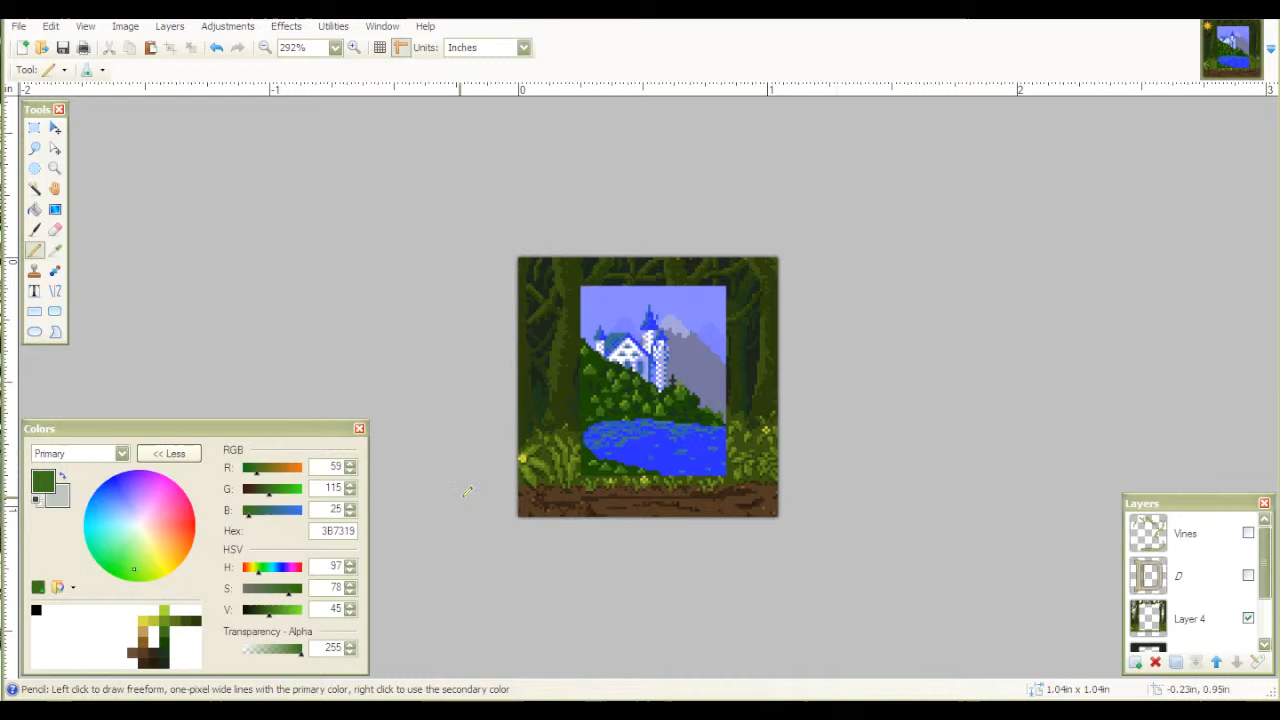 File Edit View Image Layers Adjustments Effects Utilities Window Help
292% Units: Inches
Tool:
in -2 -1 0 1 2 3
Tools
0
Colors
Primary << Less
RGB
R: 59
G: 115
B: 25
Hex: 3B7319
HSV
H: 97
S: 78
V: 45
Transparency - Alpha
255
Layers
Vines
D
Layer 4
Pencil: Left click to draw freeform, one-pixel wide lines with the primary color, right click to use the secondary color 1.04in x 1.04in -0.23in, 0.95in